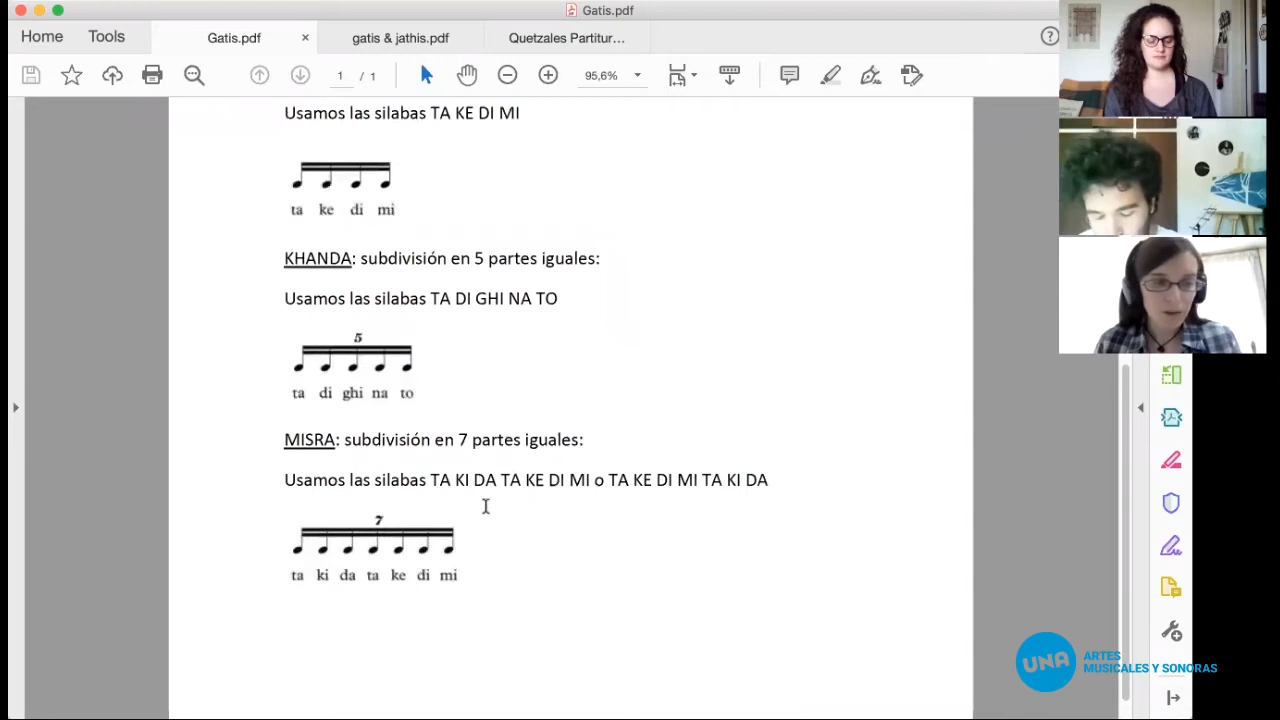 Gatis.pdf
Home Tools Gatis.pdf × gatis & jathis.pdf Quetzales Partitur...
1 / 1 95,6%
Usamos las silabas TA KE DI MI
ta ke di mi
KHANDA: subdivisión en 5 partes iguales:
Usamos las silabas TA DI GHI NA TO
5
ta di ghi na to
MISRA: subdivisión en 7 partes iguales:
Usamos las silabas TA KI DA TA KE DI MI o TA KE DI MI TA KI DA
7
ta ki da ta ke di mi
UNA ARTES
MUSICALES Y SONORAS